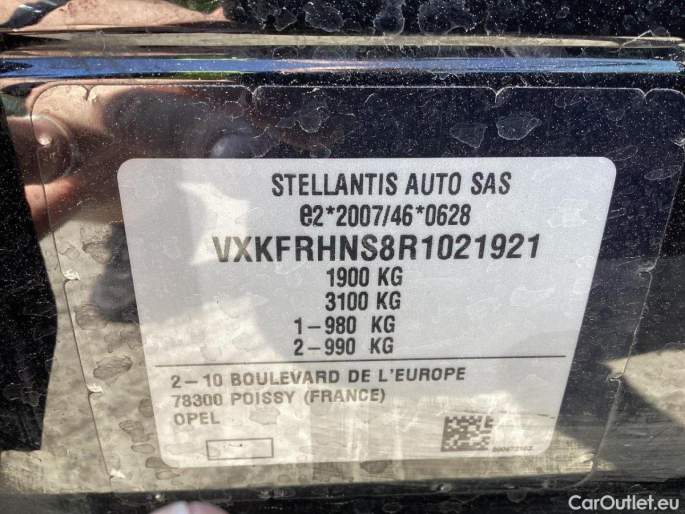 STELLANTIS AUTO SAS
e2*2007/46*0628
VXKFRHNS8R1021921
1900 KG
3100 KG
1-980 KG
2-990 KG
2-10 BOULEVARD DE L'EUROPE
78300 POISSY (FRANCE)
OPEL
CarOutlet.eu